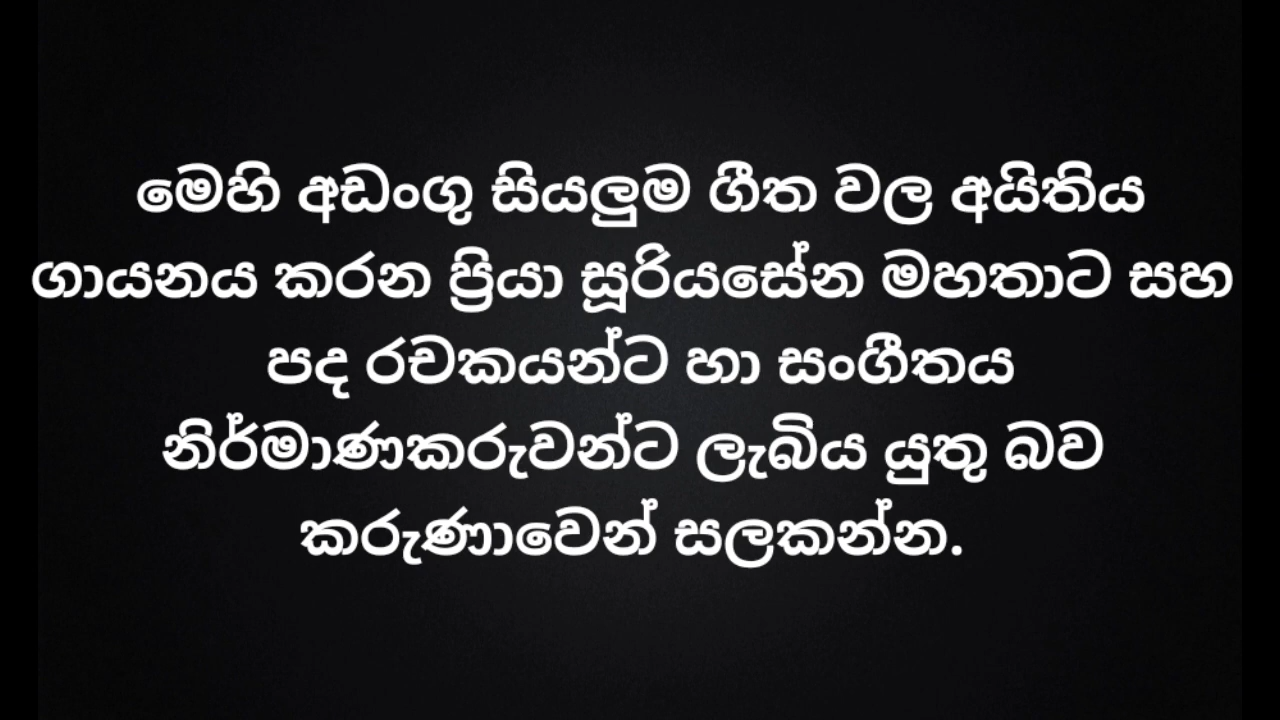 මෙහි අඩංගු සියලුම ගීත වල අයිතිය
ගායනය කරන ප්‍රියා සූරියසේන මහතාට සහ
පද රචකයන්ට හා සංගීතය
නිර්මාණකරුවන්ට ලැබිය යුතු බව
කරුණාවෙන් සලකන්න.